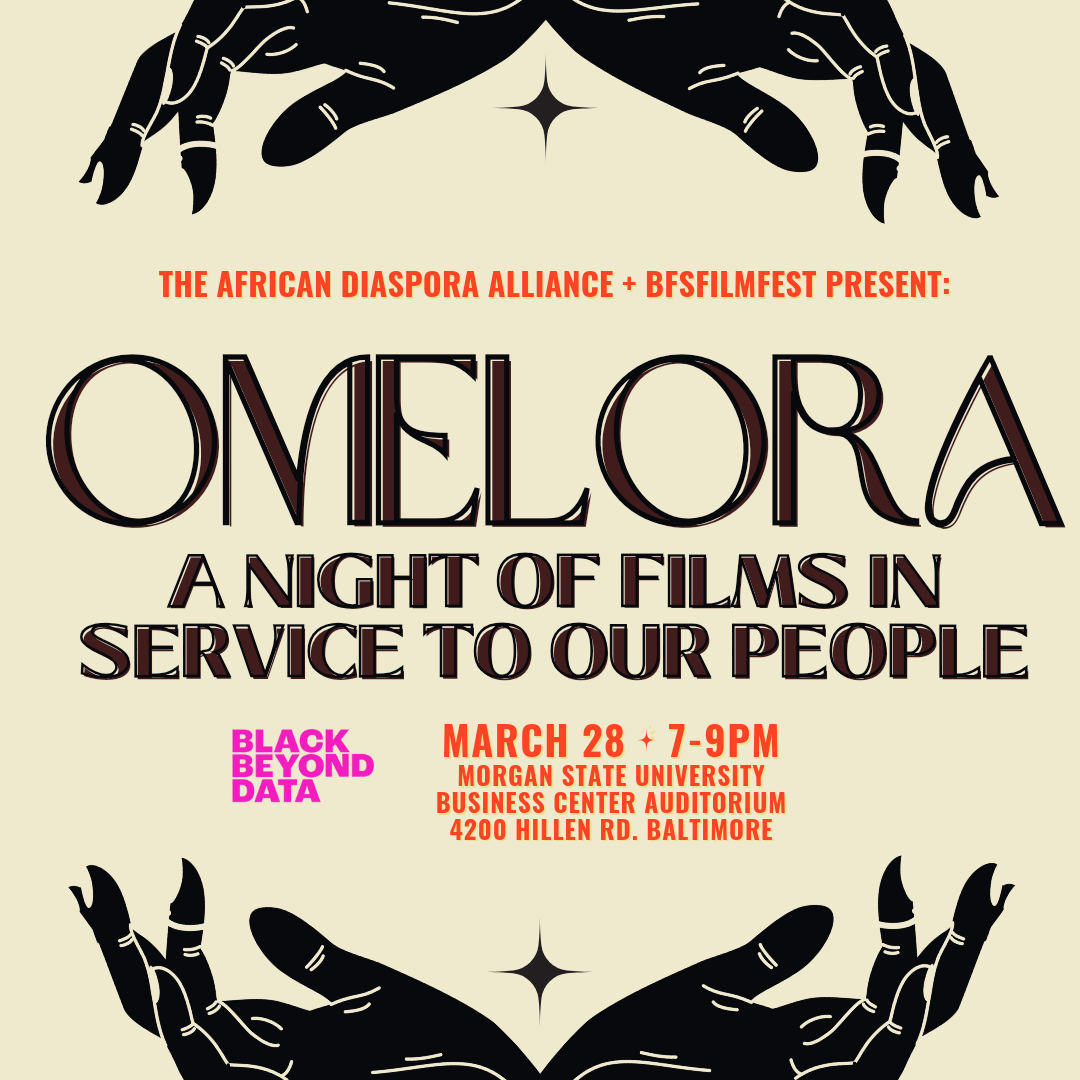 THE AFRICAN DIASPORA ALLIANCE + BFSFILMFEST PRESENT:
OMELORA
A NIGHT OF FILMS IN
SERVICE TO OUR PEOPLE
BLACK
BEYOND
DATA
MARCH 28 ✦ 7-9PM
MORGAN STATE UNIVERSITY
BUSINESS CENTER AUDITORIUM
4200 HILLEN RD. BALTIMORE